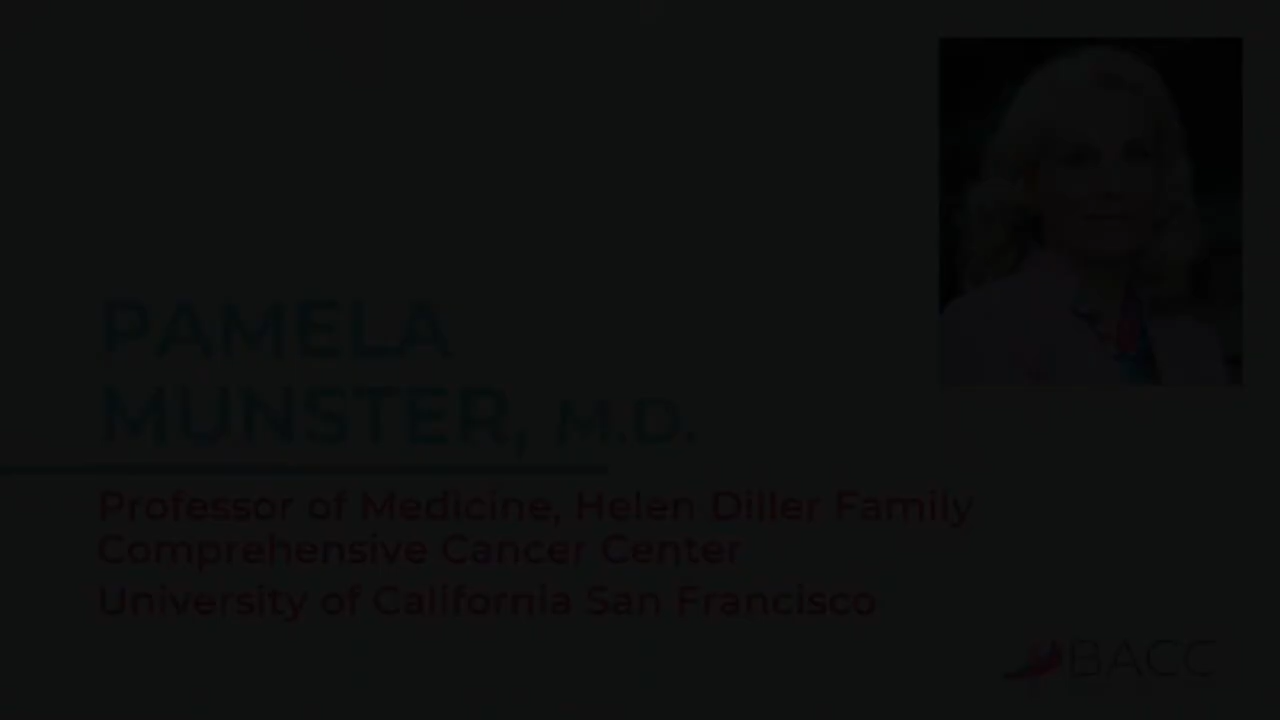 PAMELA
MUNSTER, M.D.
Professor of Medicine, Helen Diller Family
Comprehensive Cancer Center
University of California San Francisco
BACC